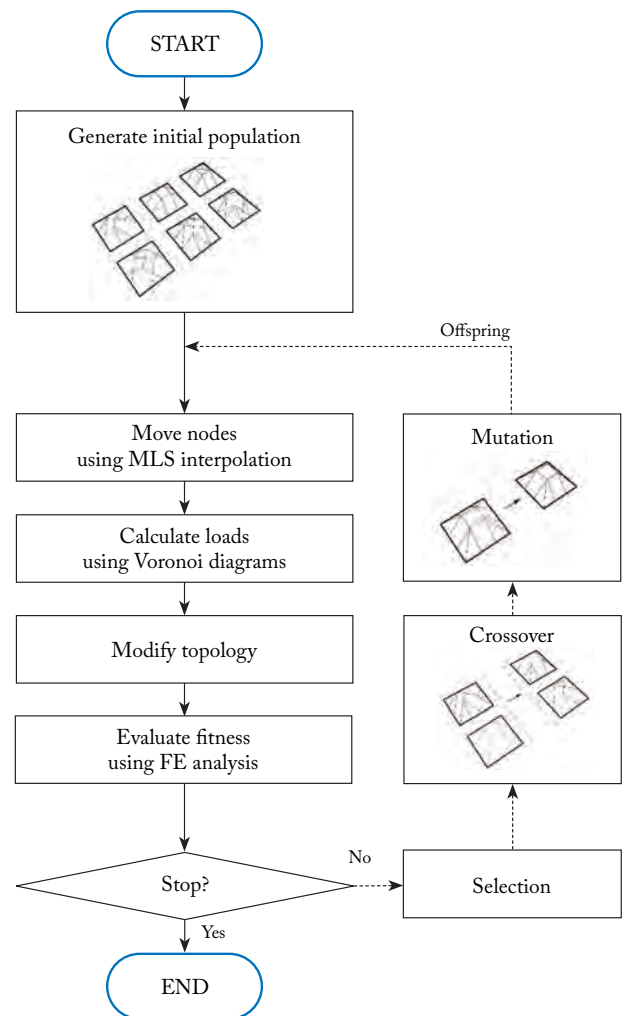 START
Generate initial population
Offspring
Move nodes
using MLS interpolation
Mutation
Calculate loads
using Voronoi diagrams
Modify topology
Crossover
Evaluate fitness
using FE analysis
No
Stop?
Selection
Yes
END